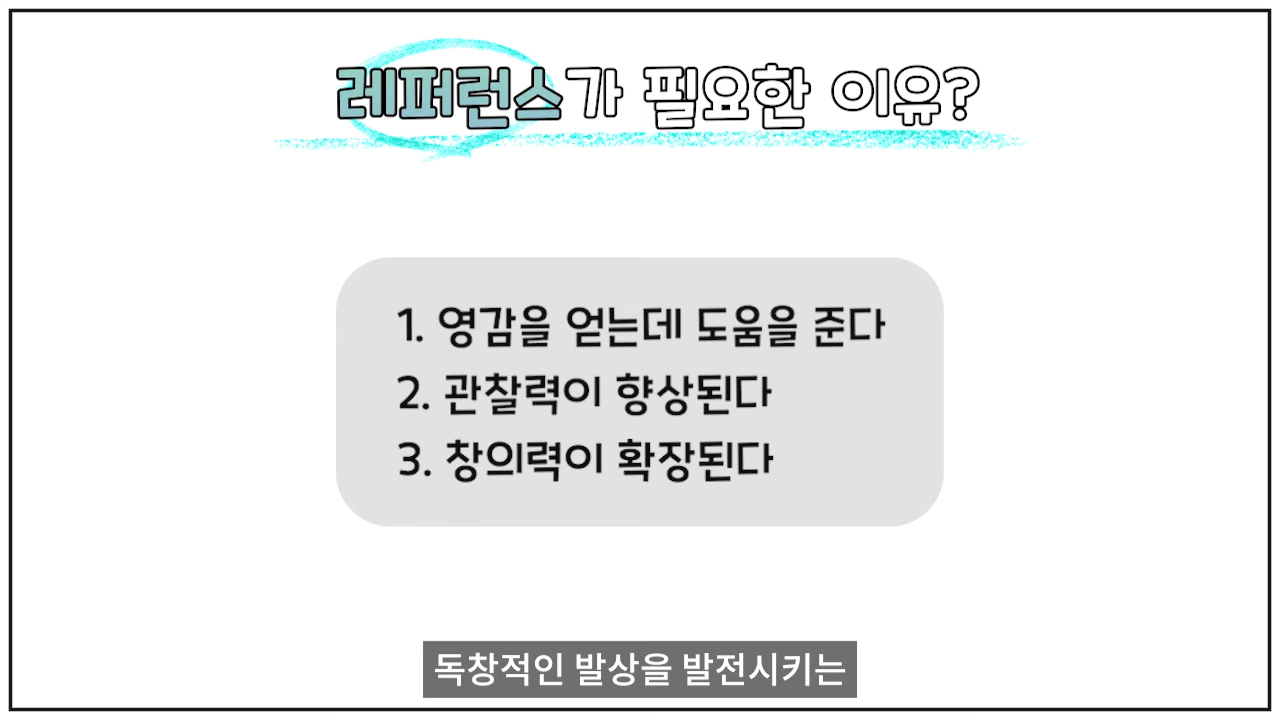 레퍼런스가 필요한 이유?
1. 영감을 얻는데 도움을 준다
2. 관찰력이 향상된다
3. 창의력이 확장된다
독창적인 발상을 발전시키는